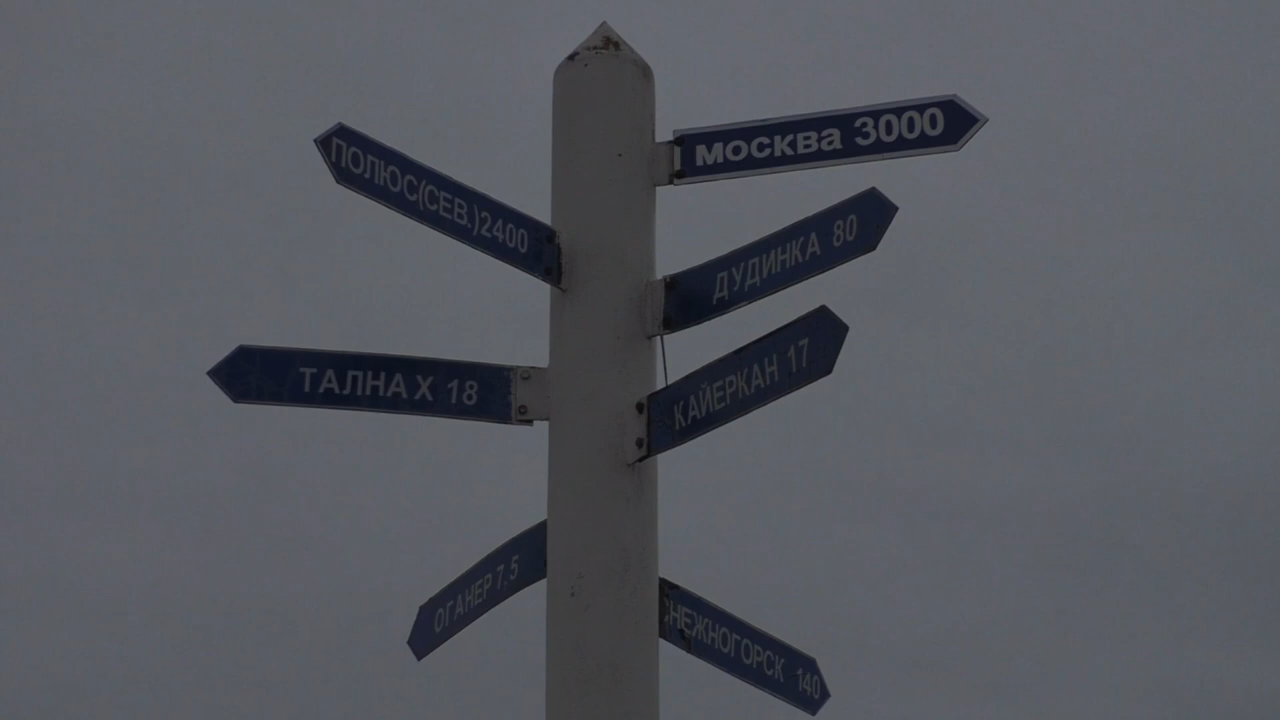 МОСКВА 3000
ПОЛЮС(СЕВ.)2400
ДУДИНКА 80
ТАЛНАХ 18
КАЙЕРКАН 17
ОГАНЕР 7,5
СНЕЖНОГОРСК 140